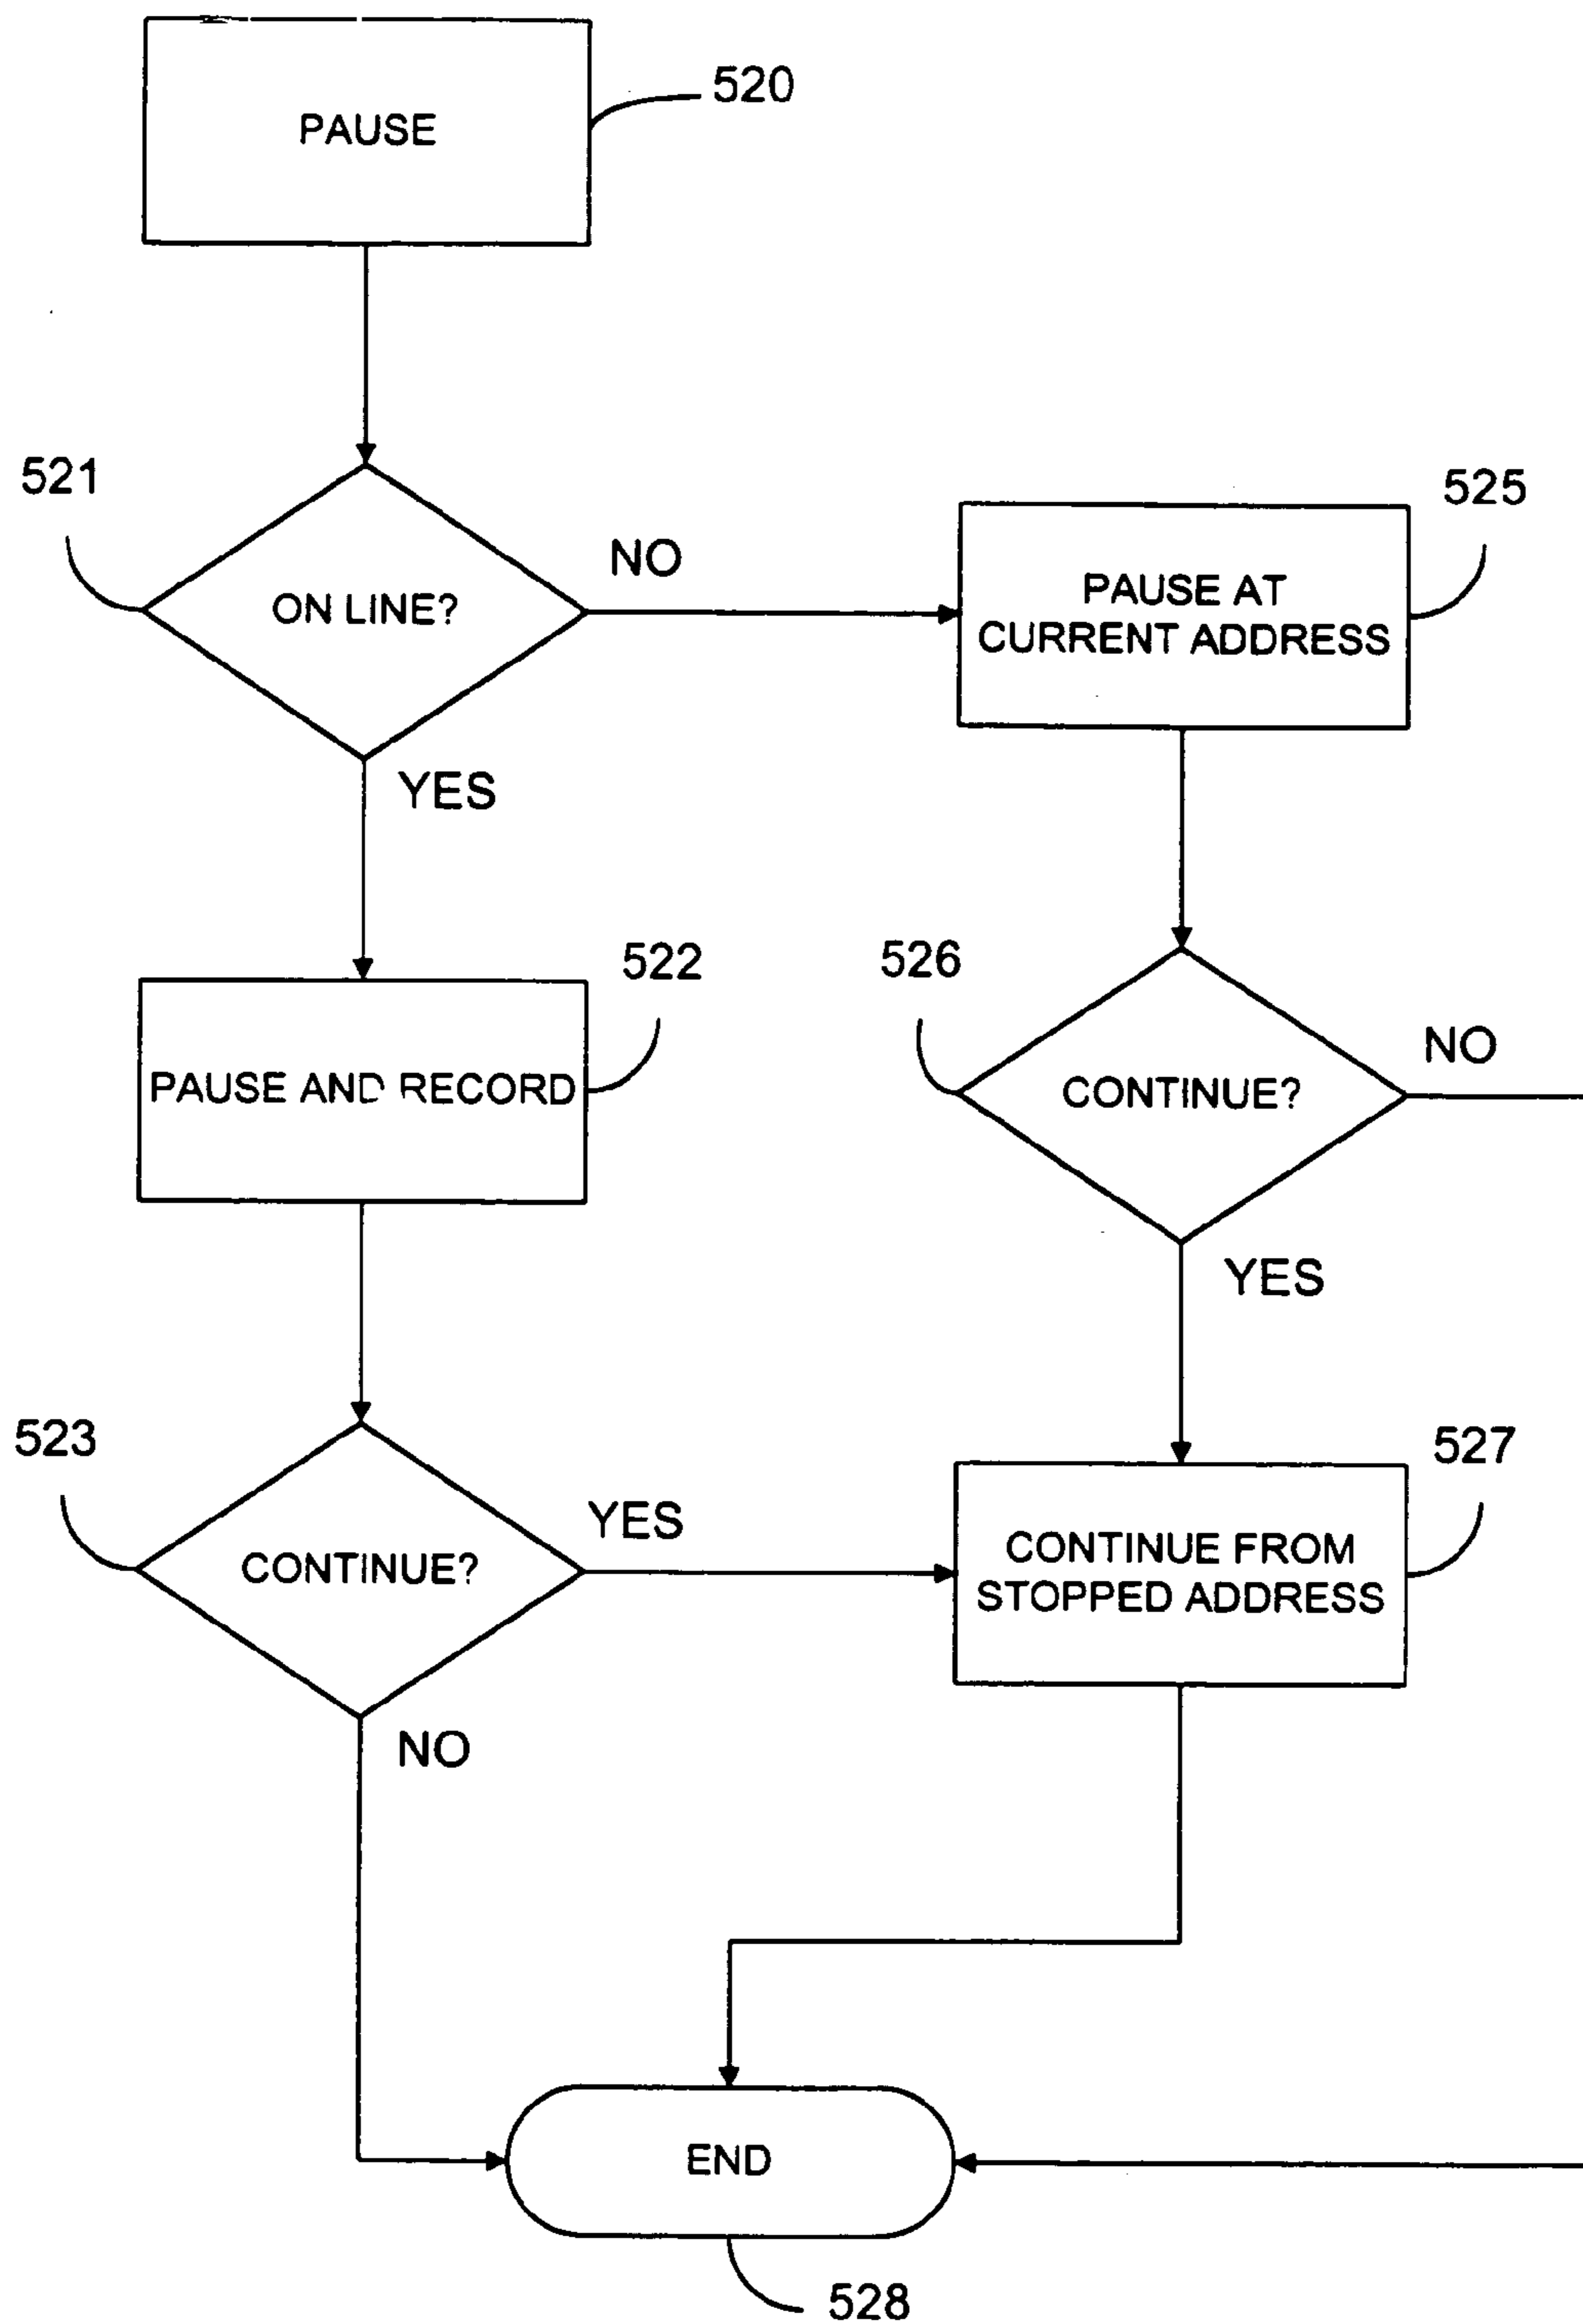 PAUSE
520
521
ON LINE?
NO
YES
525
PAUSE AT
CURRENT ADDRESS
522
PAUSE AND RECORD
526
CONTINUE?
NO
YES
523
CONTINUE?
YES
NO
527
CONTINUE FROM
STOPPED ADDRESS
END
528